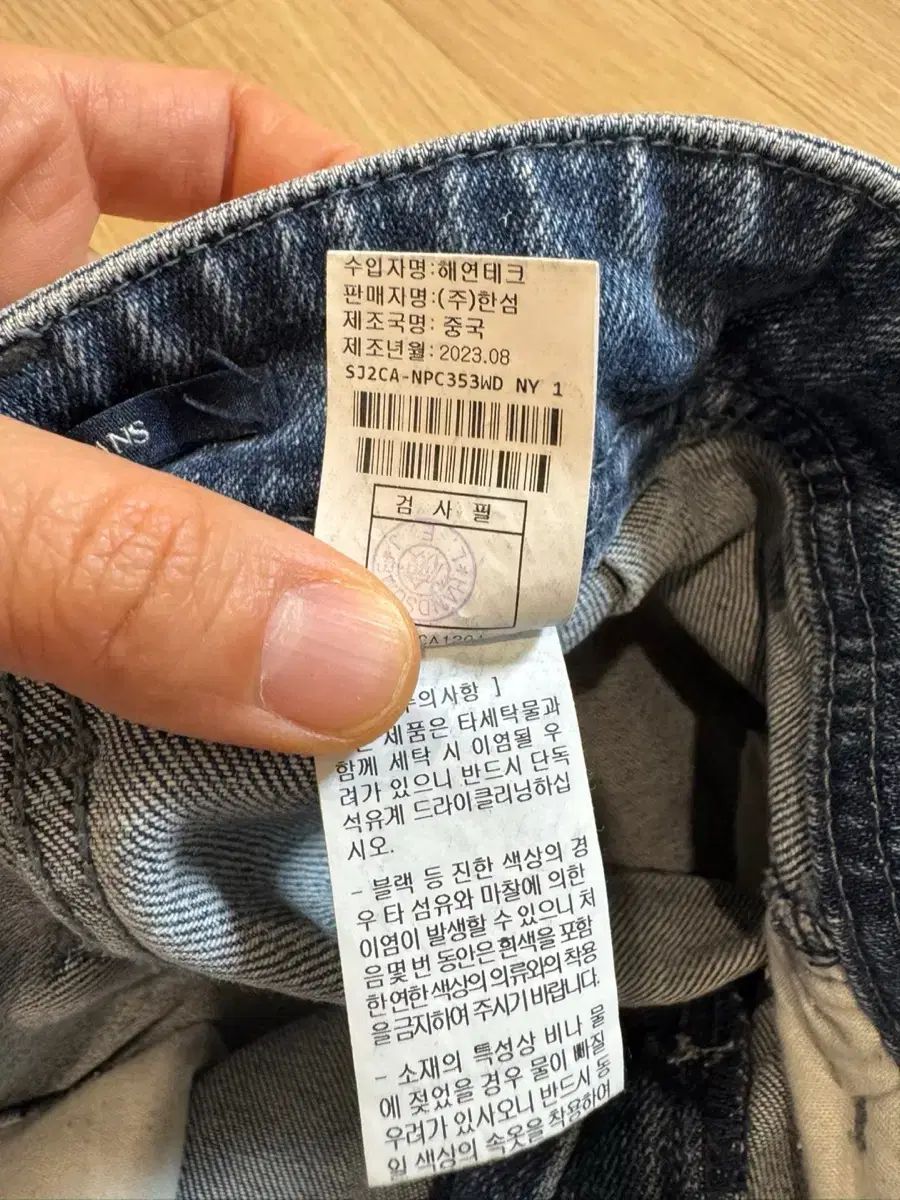 수입자명:해연테크
판매자명:(주)한섬
제조국명: 중국
제조년월: 2023.08
SJ2CA-NPC353WD NY 1
검 사 필
의사항 ]
제품은 타세탁물과
함께 세탁 시 이염될 우
려가 있으니 반드시 단독
석유계 드라이클리닝하십
시오.
- 블랙 등 진한 색상의 경
우 타 섬유와 마찰에 의한
이염이 발생할 수 있으니 처
음 몇 번 동안은 흰색을 포함
한 연한 색상의 의류와의 착용
을 금지하여 주시기 바랍니다.
- 소재의 특성상 비나 물
에 젖었을 경우 물이 빠질
우려가 있사오니 반드시 동
일 색상의 속옷을 착용하여